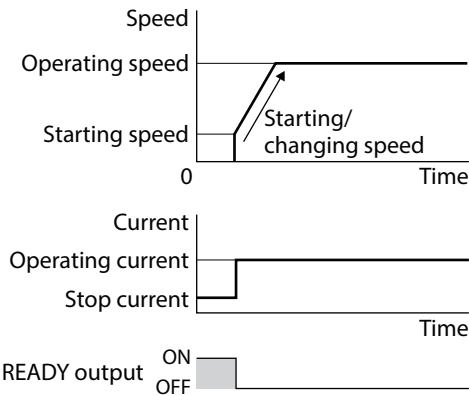 Speed
Operating speed
Starting speed
Starting/
changing speed
0
Time
Current
Operating current
Stop current
Time
READY output
ON
OFF